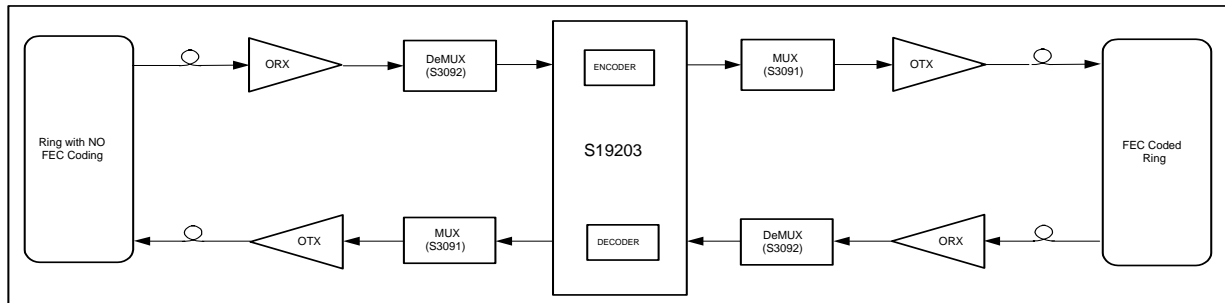 ORX
DeMUX
(S3092)
ENCODER
MUX
(S3091)
OTX
Ring with NO
FEC Coding
S19203
FEC Coded
Ring
OTX
MUX
(S3091)
DECODER
DeMUX
(S3092)
ORX